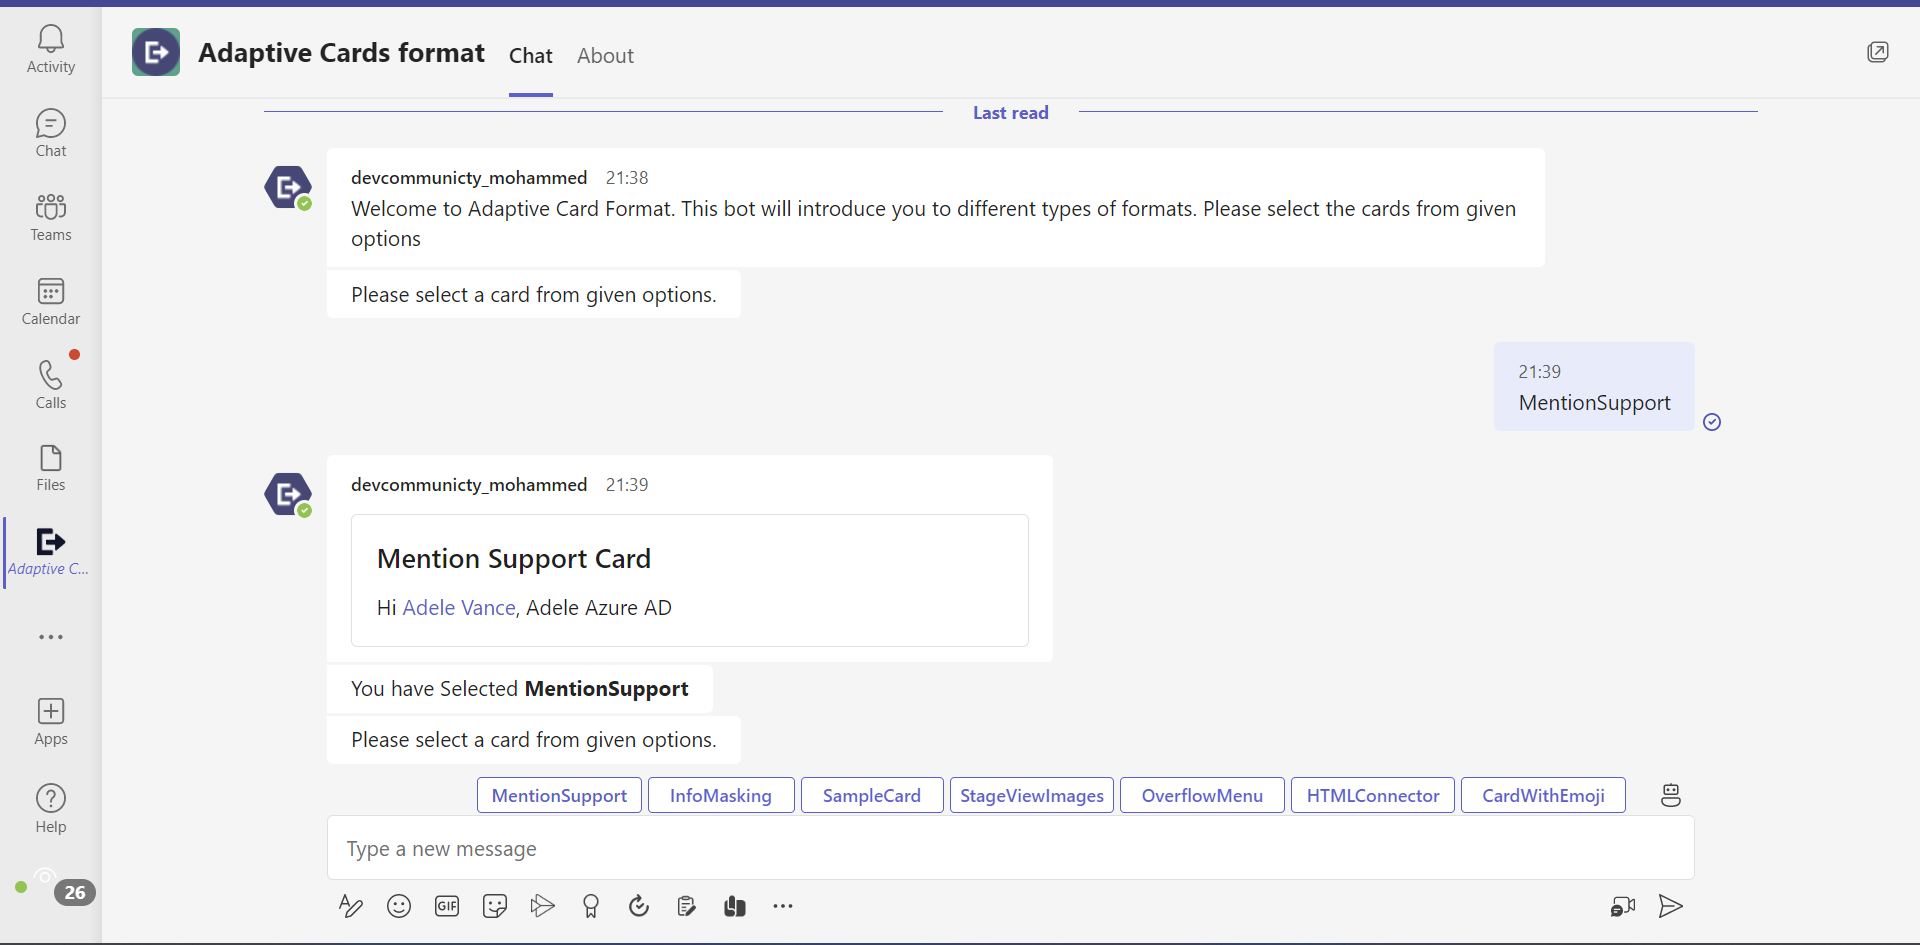 Activity
Chat
Teams
Calendar
Calls
Files
Adaptive C...
Apps
Help
26
Adaptive Cards format
Chat
About
Last read
devcommunicty_mohammed 21:38
Welcome to Adaptive Card Format. This bot will introduce you to different types of formats. Please select the cards from given
options
Please select a card from given options.
21:39
MentionSupport
devcommunicty_mohammed 21:39
Mention Support Card
Hi Adele Vance, Adele Azure AD
You have Selected MentionSupport
Please select a card from given options.
MentionSupport
InfoMasking
SampleCard
StageViewImages
OverflowMenu
HTMLConnector
CardWithEmoji
Type a new message
GIF